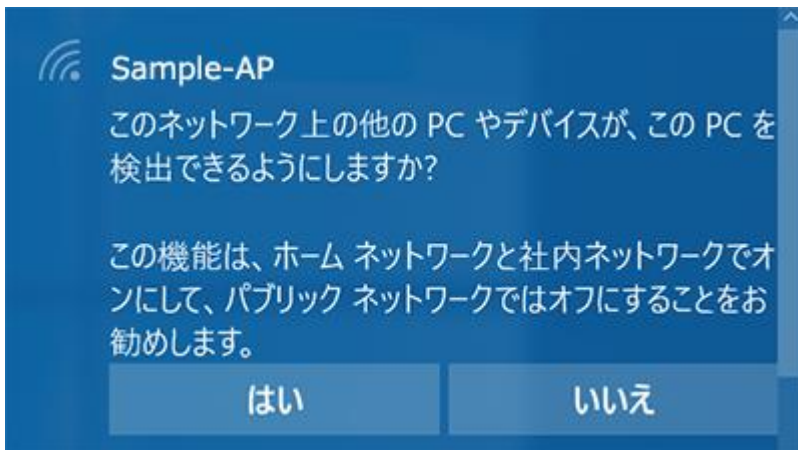 Sample-AP
このネットワーク上の他の PC やデバイスが、この PC を
検出できるようにしますか?
この機能は、ホーム ネットワークと社内ネットワークでオ
ンにして、パブリック ネットワークではオフにすることをお
勧めします。
はい
いいえ